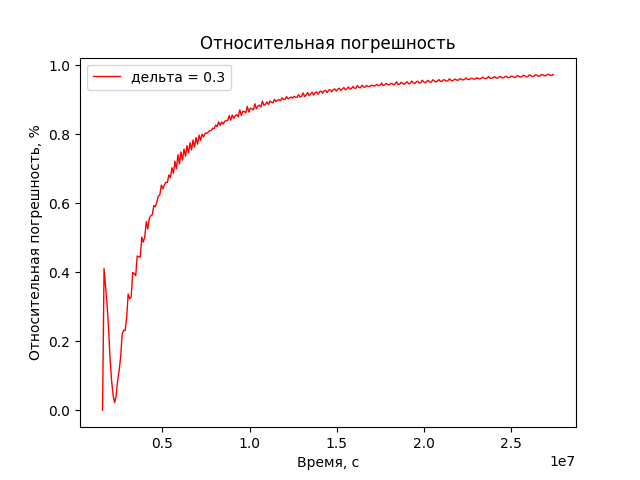 Относительная погрешность
дельта = 0.3
Относительная погрешность, %
1.0
0.8
0.6
0.4
0.2
0.0
0.5 1.0 1.5 2.0 2.5
1e7
Время, с